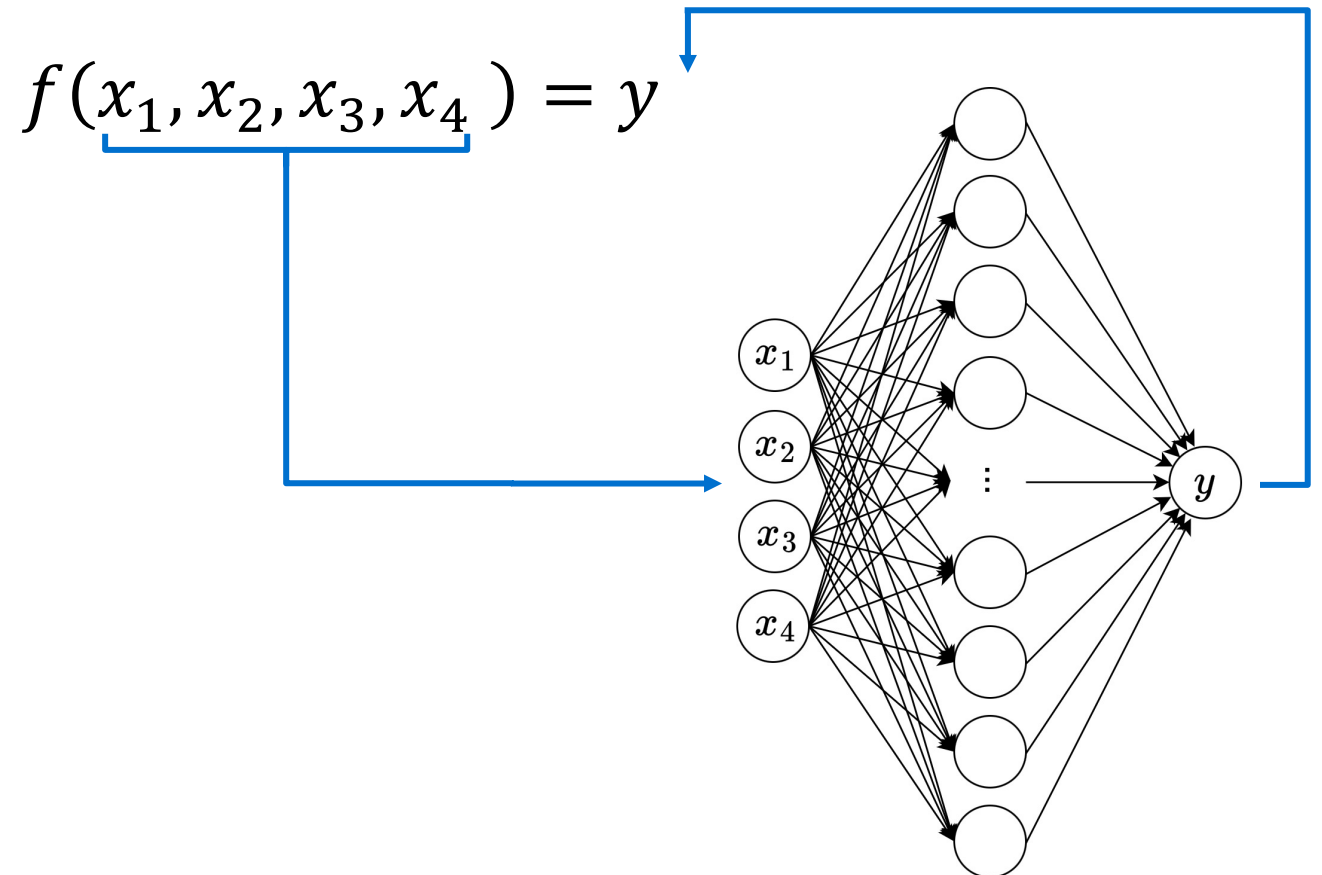 f(x₁, x₂, x₃, x₄ ) = y
x₁
x₂
x₃
x₄
⋮
y